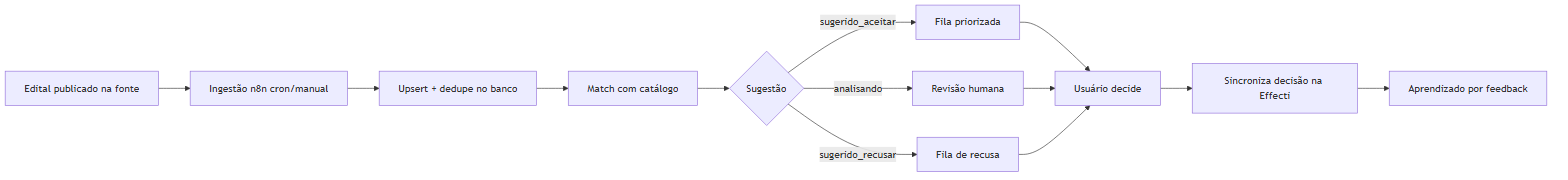 Edital publicado na fonte
Ingestão n8n cron/manual
Upsert + dedupe no banco
Match com catálogo
Sugestão
sugerido_aceitar
Fila priorizada
analisando
Revisão humana
sugerido_recusar
Fila de recusa
Usuário decide
Sincroniza decisão na
Effecti
Aprendizado por feedback